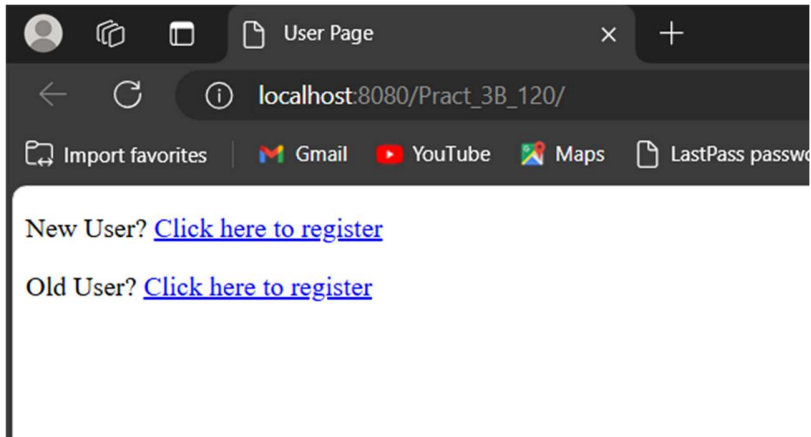 User Page
localhost:8080/Pract_3B_120/
Import favorites Gmail YouTube Maps LastPass
New User? Click here to register
Old User? Click here to register